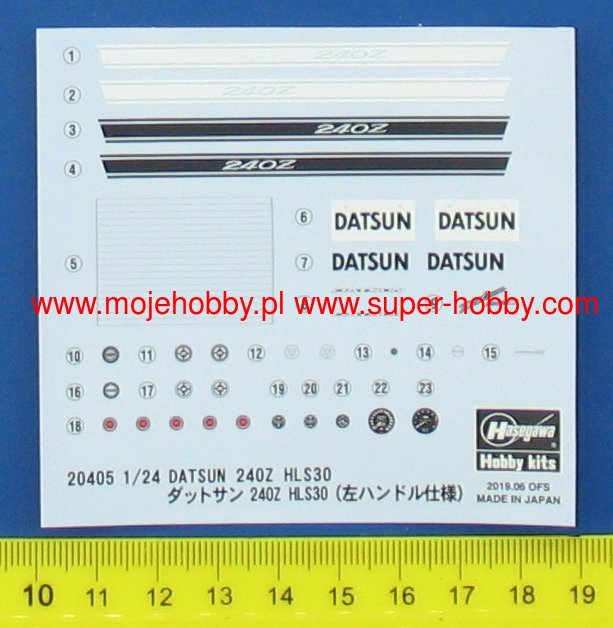 ① 240Z
② 240Z
③ 240Z
④ 240Z
⑤
⑥ DATSUN DATSUN
⑦ DATSUN DATSUN
www.mojehobby.pl www.super-hobby.com
⑩ ⑪ ⑫ ⑬ ⑭ ⑮
⑯ ⑰ ⑲ ⑳ ㉑ ㉒ ㉓
⑱
Hasegawa
Hobby kits
20405 1/24 DATSUN 240Z HLS30
ダットサン 240Z HLS30 (左ハンドル仕様)
2019.06 OFS
MADE IN JAPAN
10 11 12 13 14 15 16 17 18 19